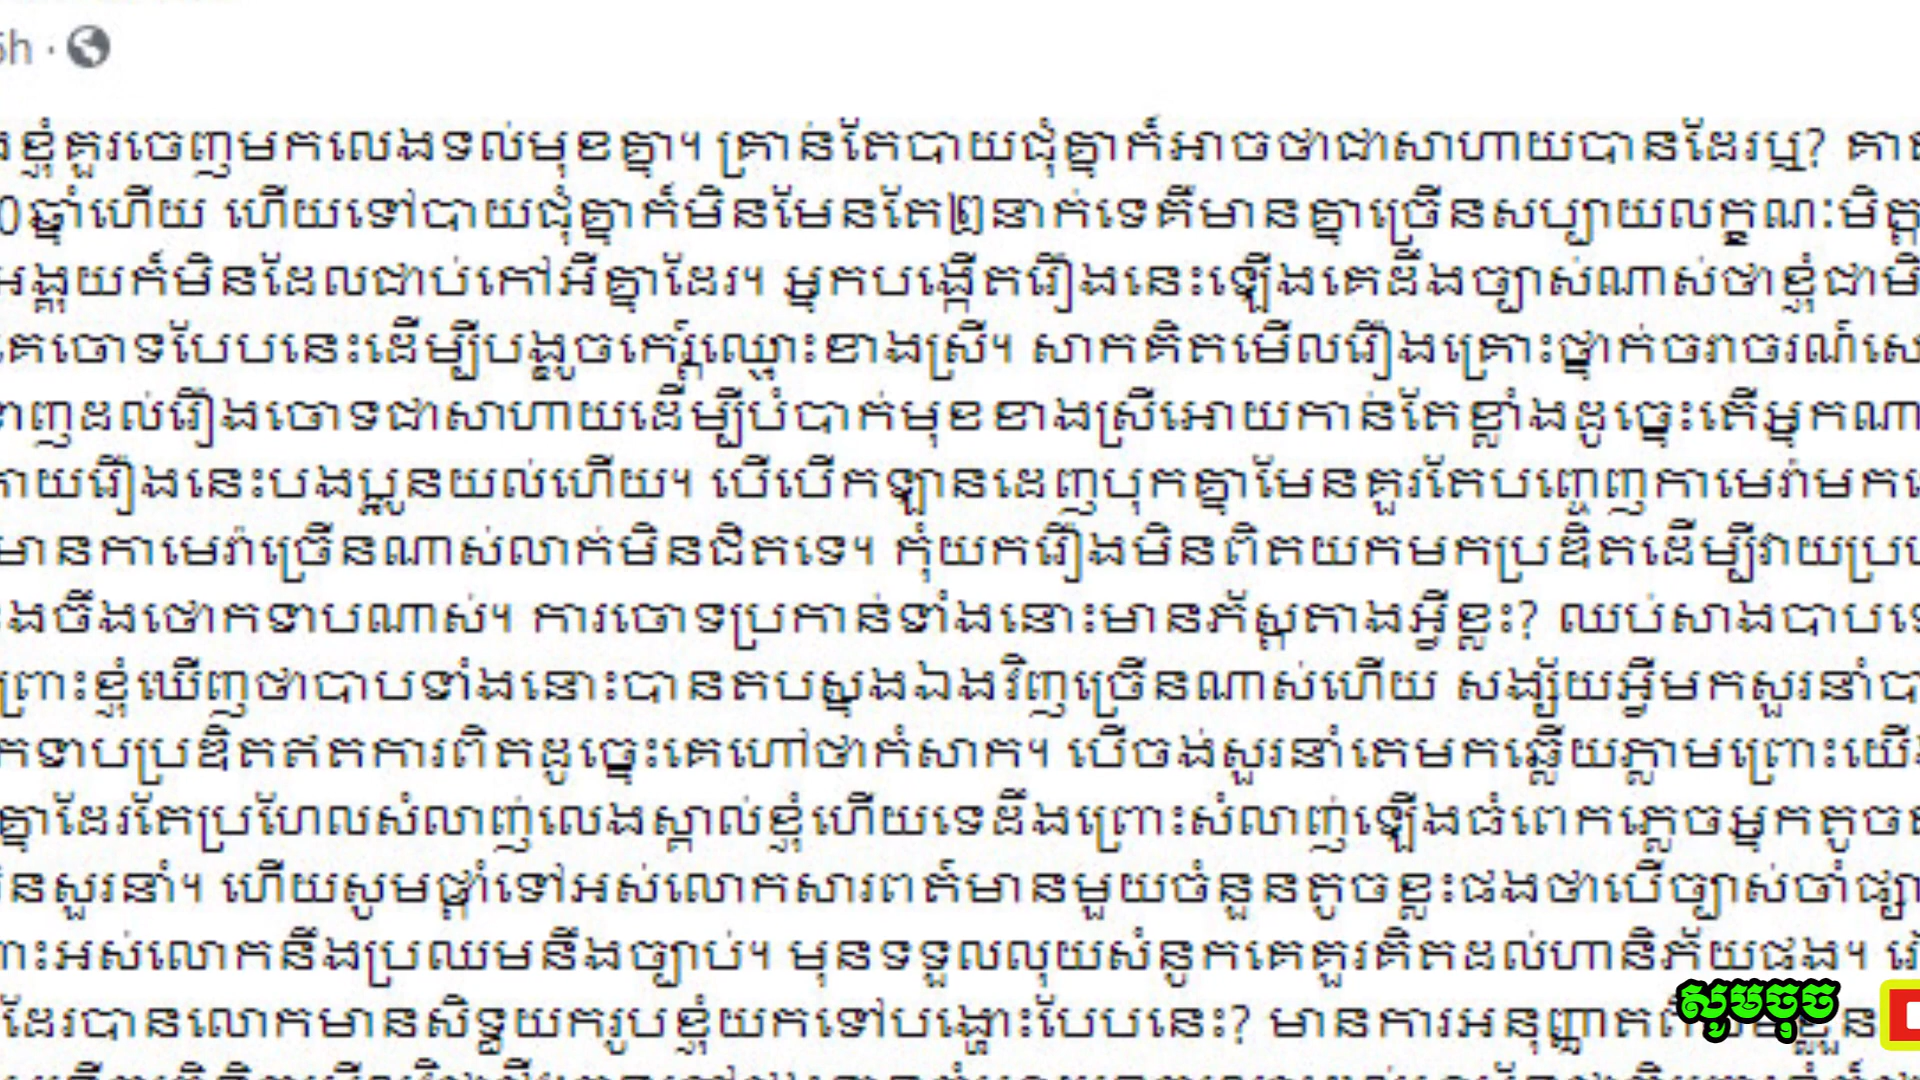 h ·
ខ្ញុំគួរចេញមកលេងទល់មុខគ្នា។ គ្រាន់តែបាយជុំគ្នាក៏អាចថាជាសាហាយបានដែរឬ?
0ឆ្នាំហើយ ហើយទៅបាយជុំគ្នាក៏មិនមែនតែ២នាក់ទេគឺមានគ្នាច្រើនសប្បាយលក្ខណៈមិត្ត
អង្គុយក៏មិនដែលជាប់កៅអីគ្នាដែរ។ អ្នកបង្កើតរឿងនេះឡើងគេដឹងច្បាស់ណាស់ថាខ្ញុំជា
គេចោទបែបនេះដើម្បីបង្ខូចកេរ្តិ៍ឈ្មោះខាងស្រី។ សាកគិតមើលរឿងគ្រោះថ្នាក់ចរាចរណ៍
ដល់រឿងចោទជាសាហាយដើម្បីបំបាក់មុខខាងស្រីអោយកាន់តែខ្លាំងដូច្នេះតើអ្នកណា
រឿងនេះបងប្អូនយល់ហើយ។ បើបើកឡានដេញបុកគ្នាមែនគួរតែបញ្ចេញកាមេរ៉ាមក
មានកាមេរ៉ាច្រើនណាស់លាក់មិនជិតទេ។ កុំយករឿងមិនពិតយកមកប្រឌិតដើម្បីវាយ
ចឹងថោកទាបណាស់។ ការចោទប្រកាន់ទាំងនោះមានភ័ស្តុតាងអ្វីខ្លះ? ឈប់សាងបាប
ព្រោះខ្ញុំឃើញថាបាបទាំងនោះបានតបស្នងឯងវិញច្រើនណាស់ហើយ សង្ស័យអ្វីមកសួរនាំ
ទាបប្រឌិតឥតការពិតដូច្នេះគេហៅថាកំសាក។ បើចង់សួរនាំគេមកឆ្លើយភ្លាមព្រោះ
គ្នាដែរតែប្រហែលសំលាញ់លេងស្គាល់ខ្ញុំហើយទេដឹងព្រោះសំលាញ់ឡើងធំពេកភ្លេចអ្នកតូច
សួរនាំ។ ហើយសូមផ្តាំទៅអស់លោកសារពត៌មានមួយចំនួនតូចខ្លះផងថាបើច្បាស់ចាំ
អស់លោកនឹងប្រឈមនឹងច្បាប់។ មុនទទួលលុយសំនូកគេគួរគិតដល់ហានិភ័យផង។
ដែរបានលោកមានសិទ្ធយករូបខ្ញុំយកទៅបង្ហោះបែបនេះ? មានការអនុញ្ញាត
សូមចុច